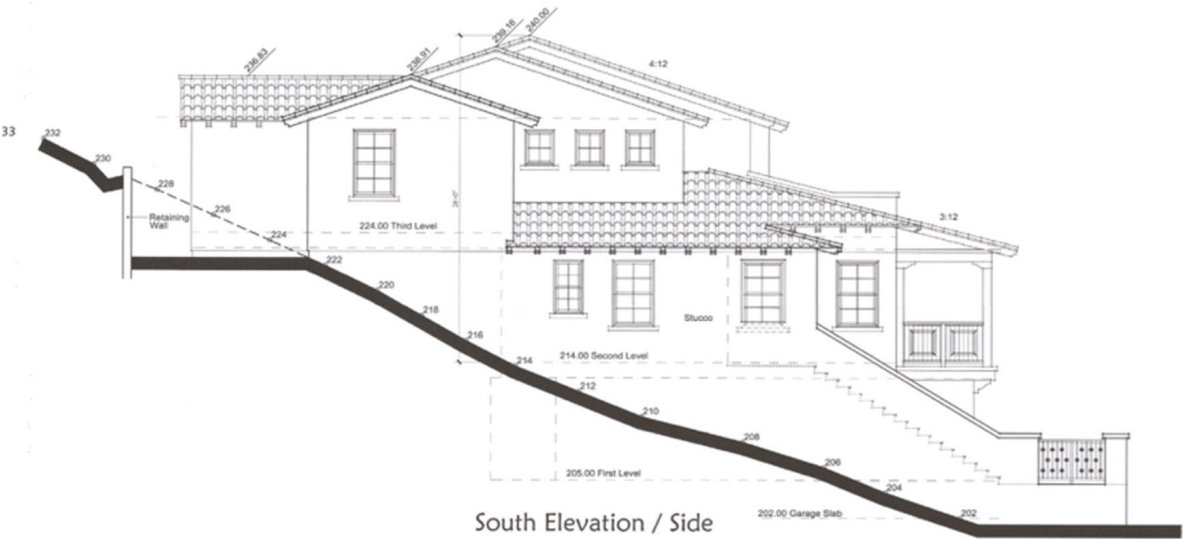 240.00
239.16
238.91
236.83
4:12
33
232
230
228
Retaining
Wall
226
224
224.00 Third Level
3:12
222
220
218
Stucco
216
214
214.00 Second Level
212
210
208
206
205.00 First Level
204
202.00 Garage Slab
202
South Elevation / Side